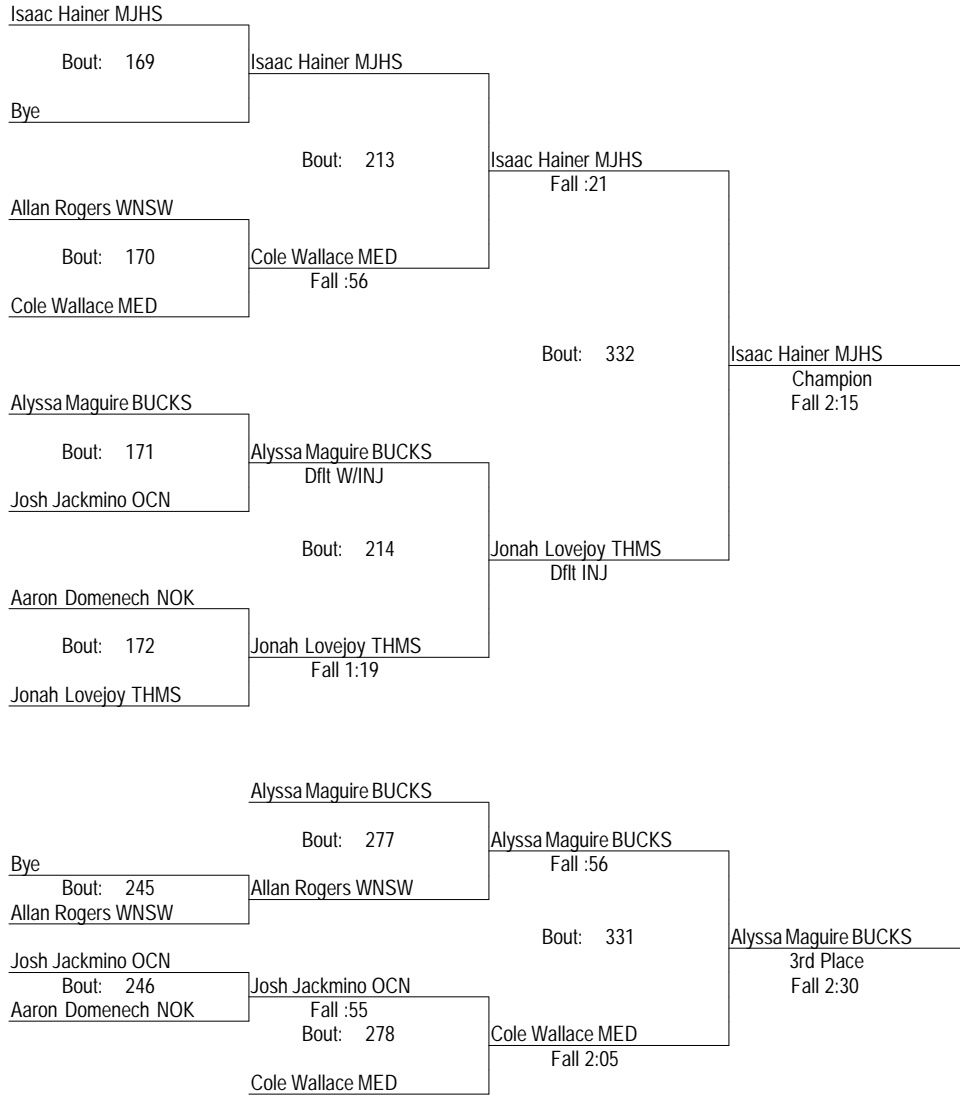 Isaac Hainer MJHS
Bout: 169
Isaac Hainer MJHS
Bye
Bout: 213
Isaac Hainer MJHS
Fall :21
Allan Rogers WNSW
Bout: 170
Cole Wallace MED
Fall :56
Cole Wallace MED
Bout: 332
Isaac Hainer MJHS
Champion
Fall 2:15
Alyssa Maguire BUCKS
Bout: 171
Alyssa Maguire BUCKS
Dflt W/INJ
Josh Jackmino OCN
Bout: 214
Jonah Lovejoy THMS
Dflt INJ
Aaron Domenech NOK
Bout: 172
Jonah Lovejoy THMS
Fall 1:19
Jonah Lovejoy THMS
Alyssa Maguire BUCKS
Bout: 277
Alyssa Maguire BUCKS
Fall :56
Bye
Bout: 245
Allan Rogers WNSW
Allan Rogers WNSW
Bout: 331
Alyssa Maguire BUCKS
3rd Place
Fall 2:30
Josh Jackmino OCN
Bout: 246
Josh Jackmino OCN
Aaron Domenech NOK
Fall :55
Bout: 278
Cole Wallace MED
Fall 2:05
Cole Wallace MED